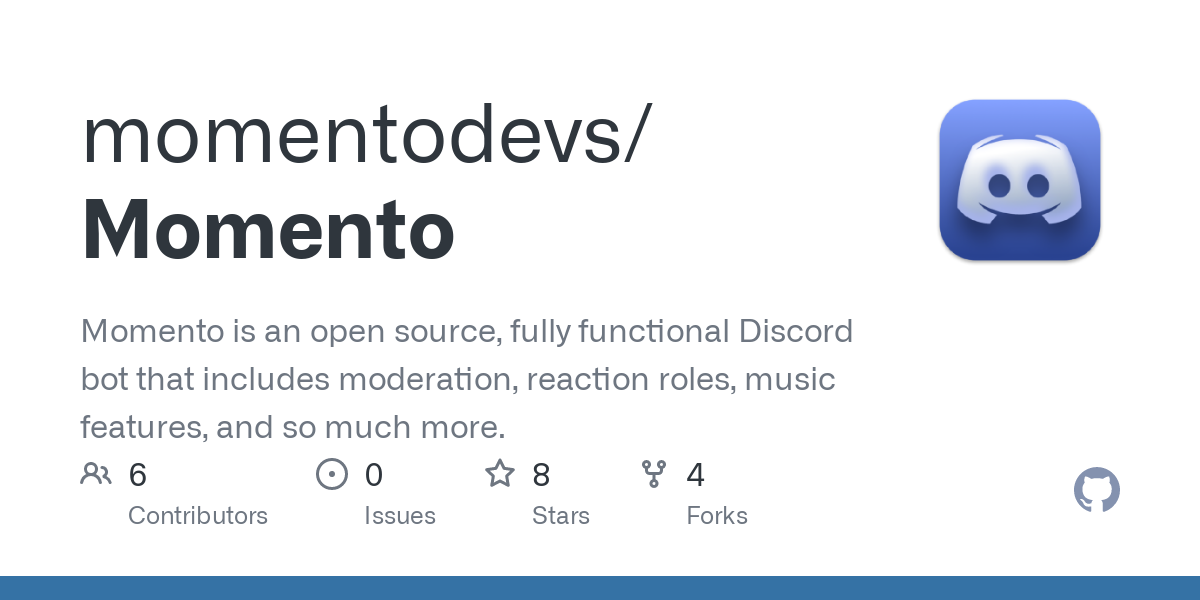 momentodevs/
Momento
Momento is an open source, fully functional Discord
bot that includes moderation, reaction roles, music
features, and so much more.
6 0 8 4
Contributors Issues Stars Forks